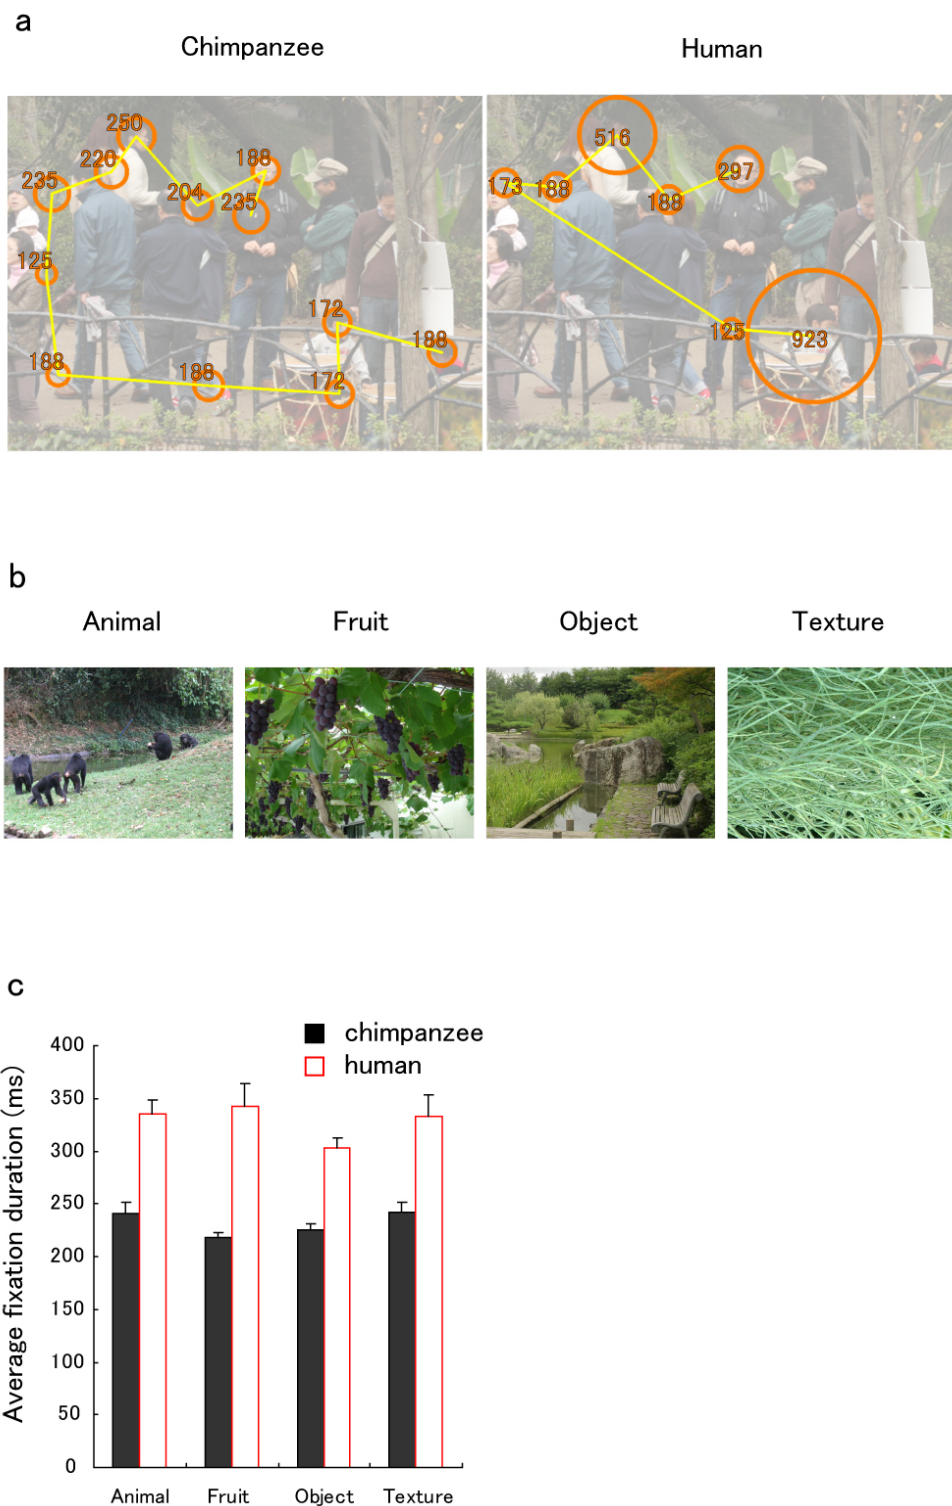 a
Chimpanzee
Human
250
220
188
235
204
235
125
172
188
188
188
172
516
297
173
188
188
125
923
b
Animal
Fruit
Object
Texture
c
chimpanzee
human
Average fixation duration (ms)
400
350
300
250
200
150
100
50
0
Animal
Fruit
Object
Texture